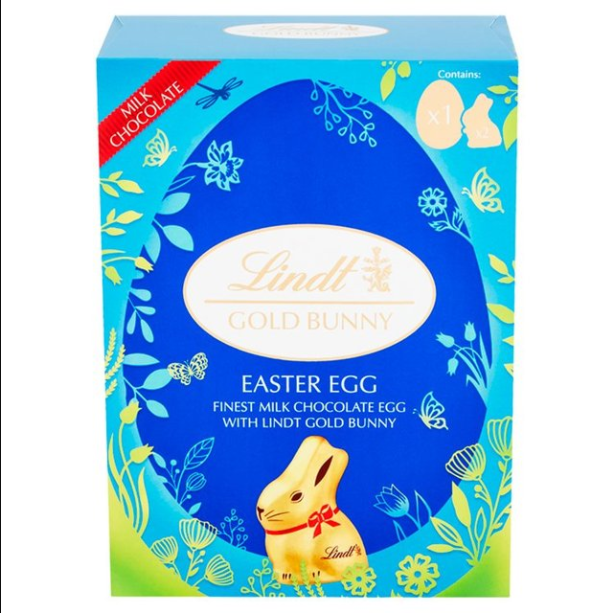 MILK
CHOCOLATE
Contains:
x1
x2
Lindt
GOLD BUNNY
EASTER EGG
FINEST MILK CHOCOLATE EGG
WITH LINDT GOLD BUNNY
Lindt